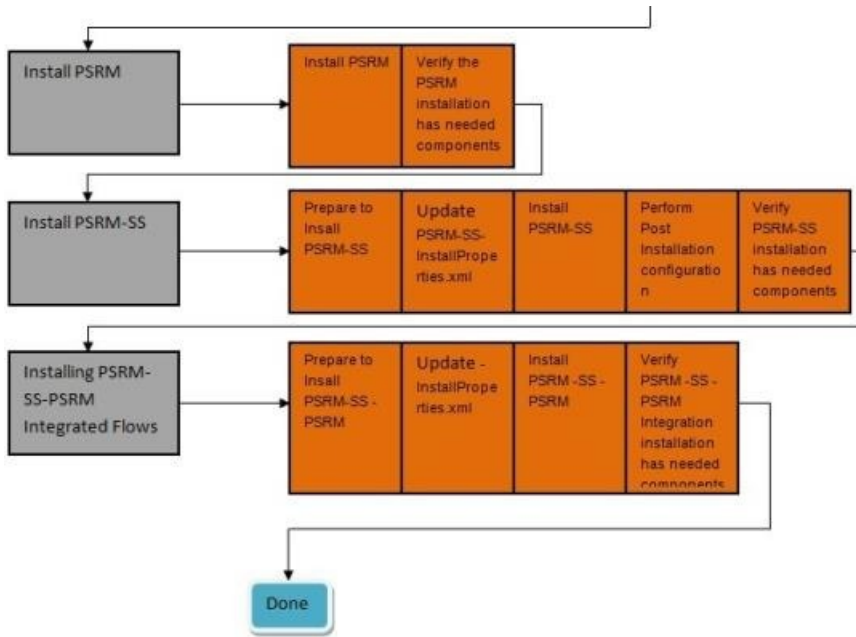 Install PSRM
Install PSRM
Verify the
PSRM
installation
has needed
components
Install PSRM-SS
Prepare to
Insall
PSRM-SS
Update
PSRM-SS-
InstallPrope
rties.xml
Install
PSRM-SS
Perform
Post
Installation
configuratio
n
Verify
PSRM-SS
installation
has needed
components
Installing PSRM-
SS-PSRM
Integrated Flows
Prepare to
Insall
PSRM-SS -
PSRM
Update -
InstallPrope
rties.xml
Install
PSRM -SS -
PSRM
Verify
PSRM -SS -
PSRM
Integration
installation
has needed
components
Done